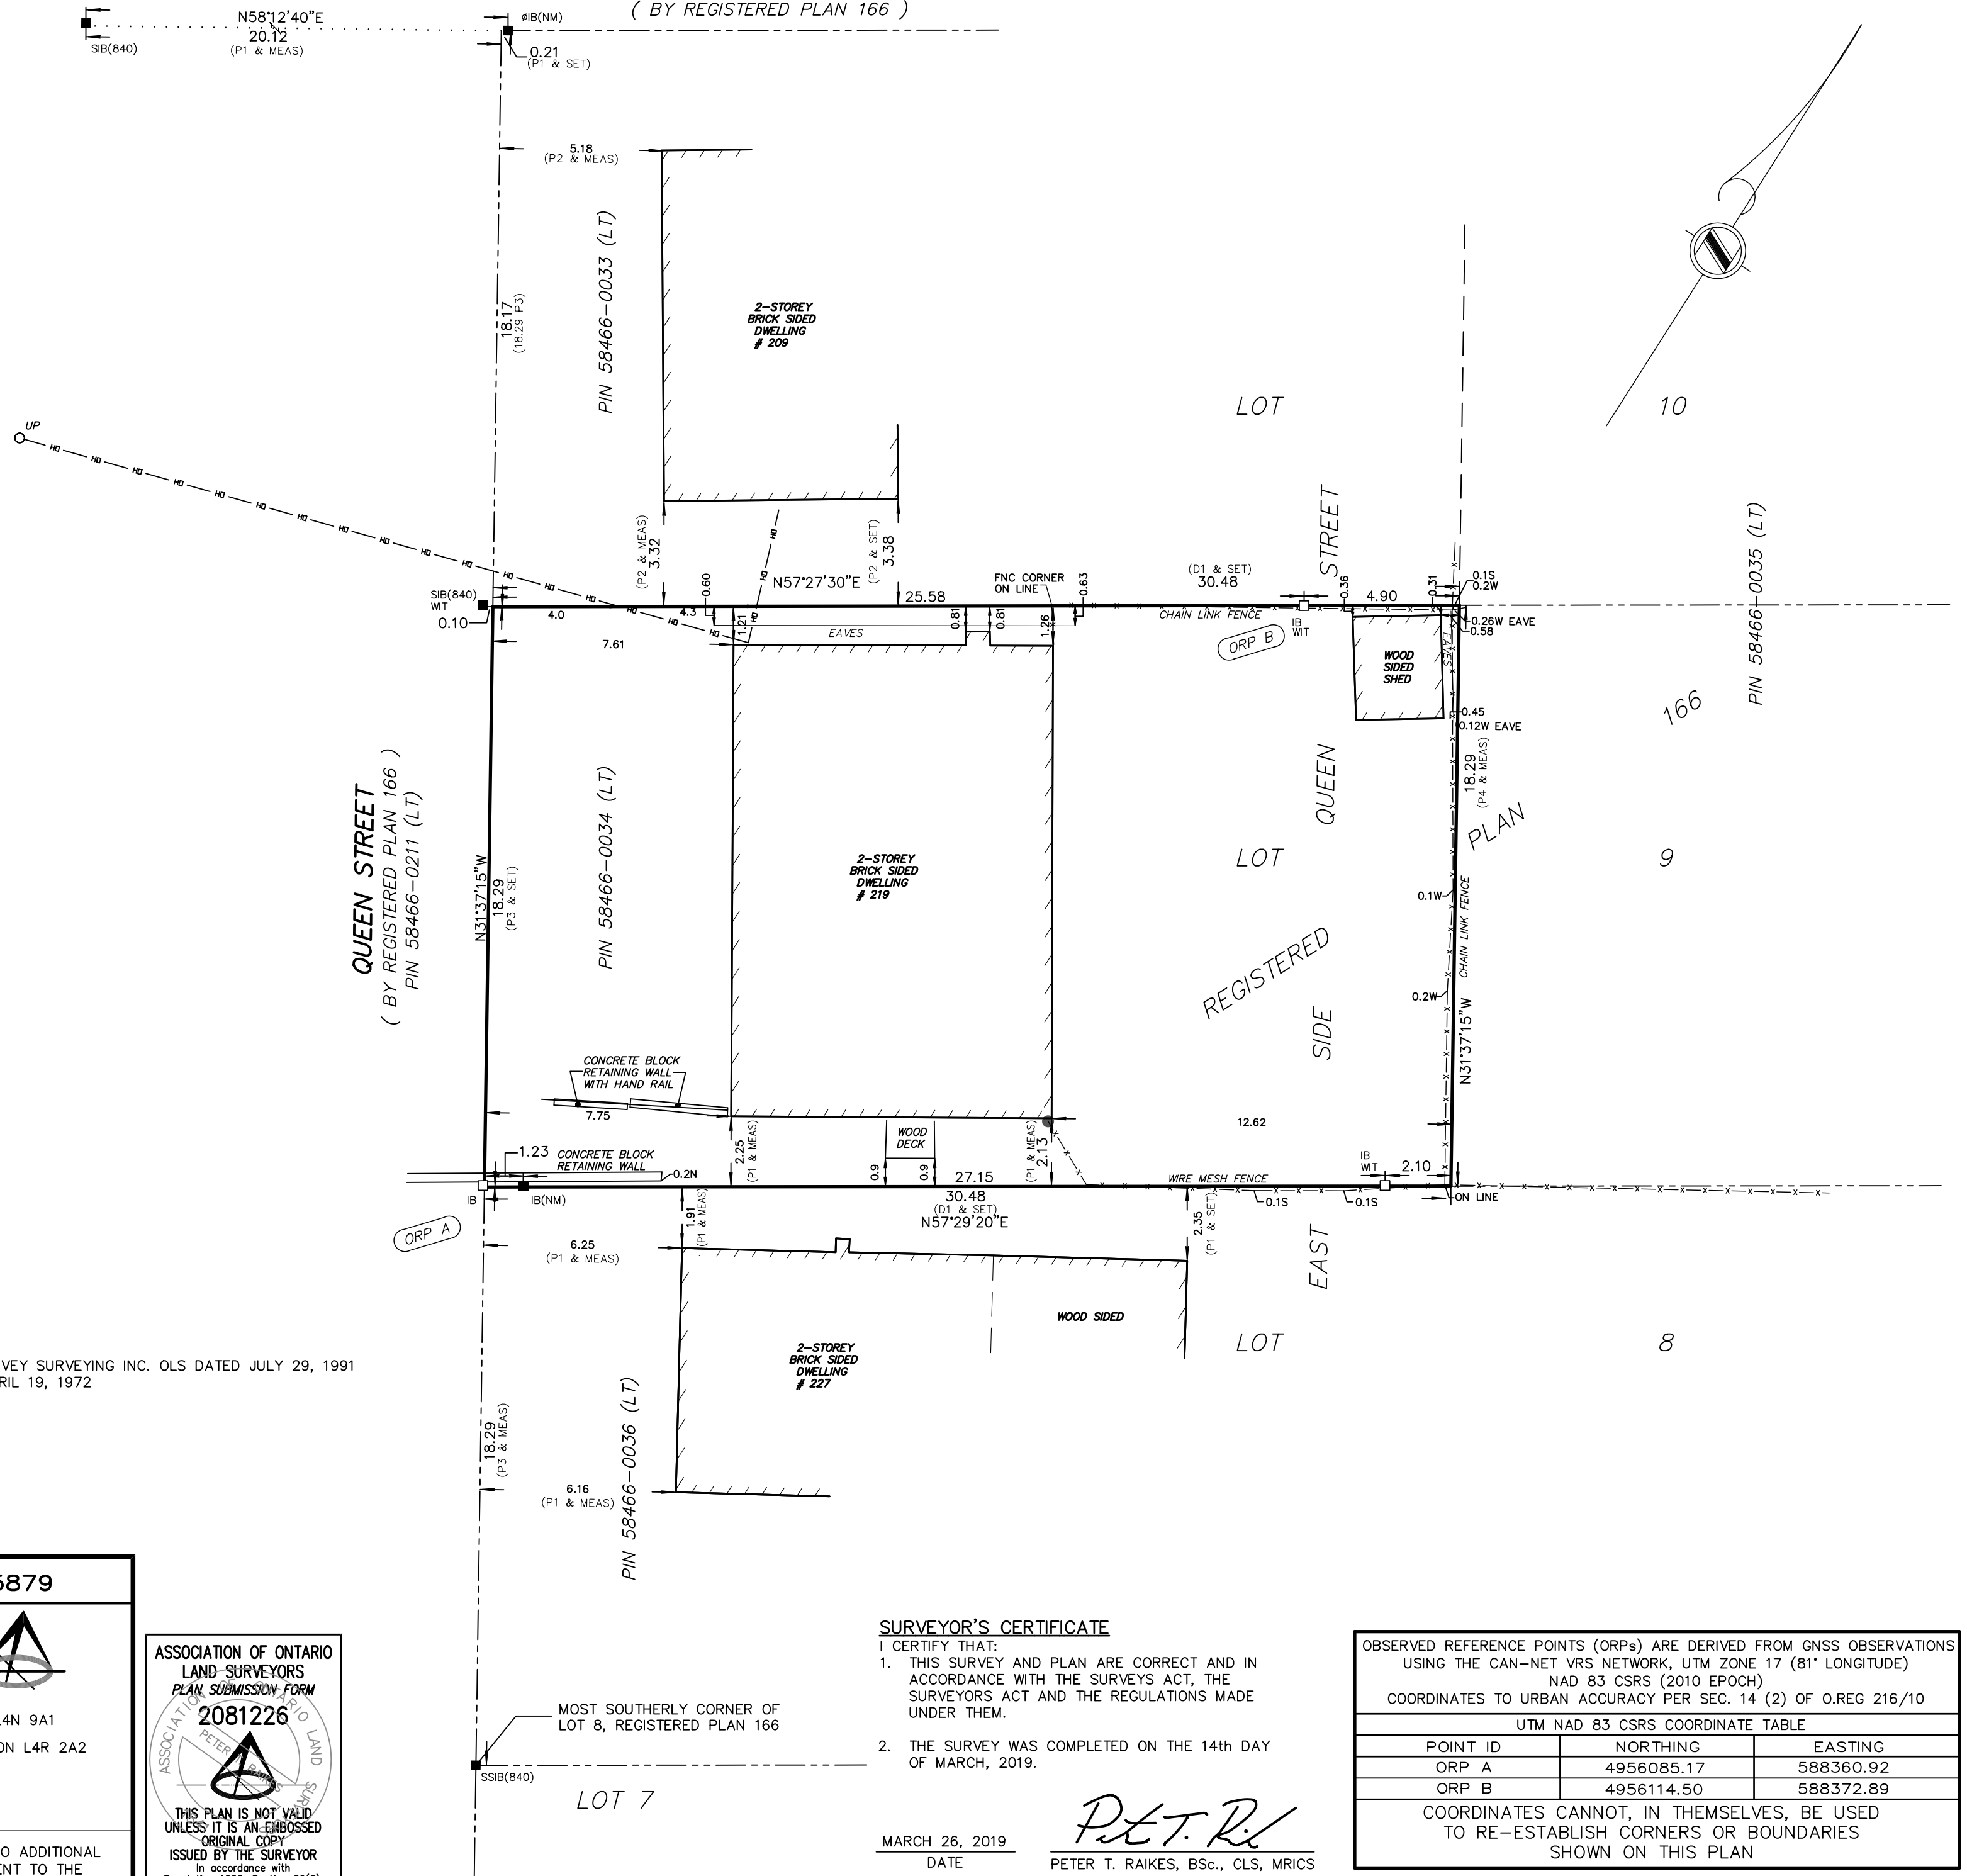 ( BY REGISTERED PLAN 166 )
N58°12'40"E
20.12
(P1 & MEAS)
SIB(840)
øIB(NM)
0.21
(P1 & SET)
5.18
(P2 & MEAS)
PIN 58466-0033 (LT)
18.17
(18.29 P3)
2-STOREY
BRICK SIDED
DWELLING
# 209
LOT
10
UP
HO
STREET
PIN 58466-0035 (LT)
(P2 & MEAS)
3.32
(P2 & SET)
3.38
N57°27'30"E
25.58
FNC CORNER
ON LINE
0.60
0.63
(D1 & SET)
30.48
0.36
4.90
0.31
0.1S
0.2W
SIB(840)
WIT
0.10
4.0
4.3
7.61
1.21
EAVES
0.81
0.81
1.26
CHAIN LINK FENCE
IB
WIT
ORP B
0.26W EAVE
0.58
EAVES
WOOD
SIDED
SHED
0.45
0.12W EAVE
166
18.29
(P4 & MEAS)
PLAN
QUEEN STREET
( BY REGISTERED PLAN 166 )
PIN 58466-0211 (LT)
N31°37'15"W
18.29
(P3 & SET)
PIN 58466-0034 (LT)
2-STOREY
BRICK SIDED
DWELLING
# 219
QUEEN
LOT
9
0.1W
CHAIN LINK FENCE
REGISTERED
0.2W
SIDE
N31°37'15"W
CONCRETE BLOCK
RETAINING WALL
WITH HAND RAIL
7.75
12.62
1.23
CONCRETE BLOCK
RETAINING WALL
0.2N
2.25
(P1 & MEAS)
WOOD
DECK
0.9
0.9
(P1 & MEAS)
2.13
27.15
WIRE MESH FENCE
IB
WIT
2.10
ON LINE
IB
IB(NM)
30.48
(D1 & SET)
N57°29'20"E
0.1S
0.1S
ORP A
1.91
(P1 & MEAS)
2.35
(P1 & SET)
6.25
(P1 & MEAS)
EAST
WOOD SIDED
2-STOREY
BRICK SIDED
DWELLING
# 227
LOT
8
VEY SURVEYING INC. OLS DATED JULY 29, 1991
RIL 19, 1972
18.29
(P3 & MEAS)
PIN 58466-0036 (LT)
6.16
(P1 & MEAS)
5879
L4N 9A1
ON L4R 2A2
O ADDITIONAL
ENT TO THE
ASSOCIATION OF ONTARIO
LAND SURVEYORS
PLAN SUBMISSION FORM
2081226
ASSOCIATION OF ONTARIO LAND SURVEYORS
PETER RAIKES
THIS PLAN IS NOT VALID
UNLESS IT IS AN EMBOSSED
ORIGINAL COPY
ISSUED BY THE SURVEYOR
In accordance with
MOST SOUTHERLY CORNER OF
LOT 8, REGISTERED PLAN 166
SSIB(840)
LOT 7
SURVEYOR'S CERTIFICATE
I CERTIFY THAT:
1. THIS SURVEY AND PLAN ARE CORRECT AND IN
ACCORDANCE WITH THE SURVEYS ACT, THE
SURVEYORS ACT AND THE REGULATIONS MADE
UNDER THEM.
2. THE SURVEY WAS COMPLETED ON THE 14th DAY
OF MARCH, 2019.
MARCH 26, 2019
DATE
PETER T. RAIKES, BSc., CLS, MRICS
OBSERVED REFERENCE POINTS (ORPs) ARE DERIVED FROM GNSS OBSERVATIONS
USING THE CAN-NET VRS NETWORK, UTM ZONE 17 (81° LONGITUDE)
NAD 83 CSRS (2010 EPOCH)
COORDINATES TO URBAN ACCURACY PER SEC. 14 (2) OF O.REG 216/10
UTM NAD 83 CSRS COORDINATE TABLE
POINT ID NORTHING EASTING
ORP A 4956085.17 588360.92
ORP B 4956114.50 588372.89
COORDINATES CANNOT, IN THEMSELVES, BE USED
TO RE-ESTABLISH CORNERS OR BOUNDARIES
SHOWN ON THIS PLAN